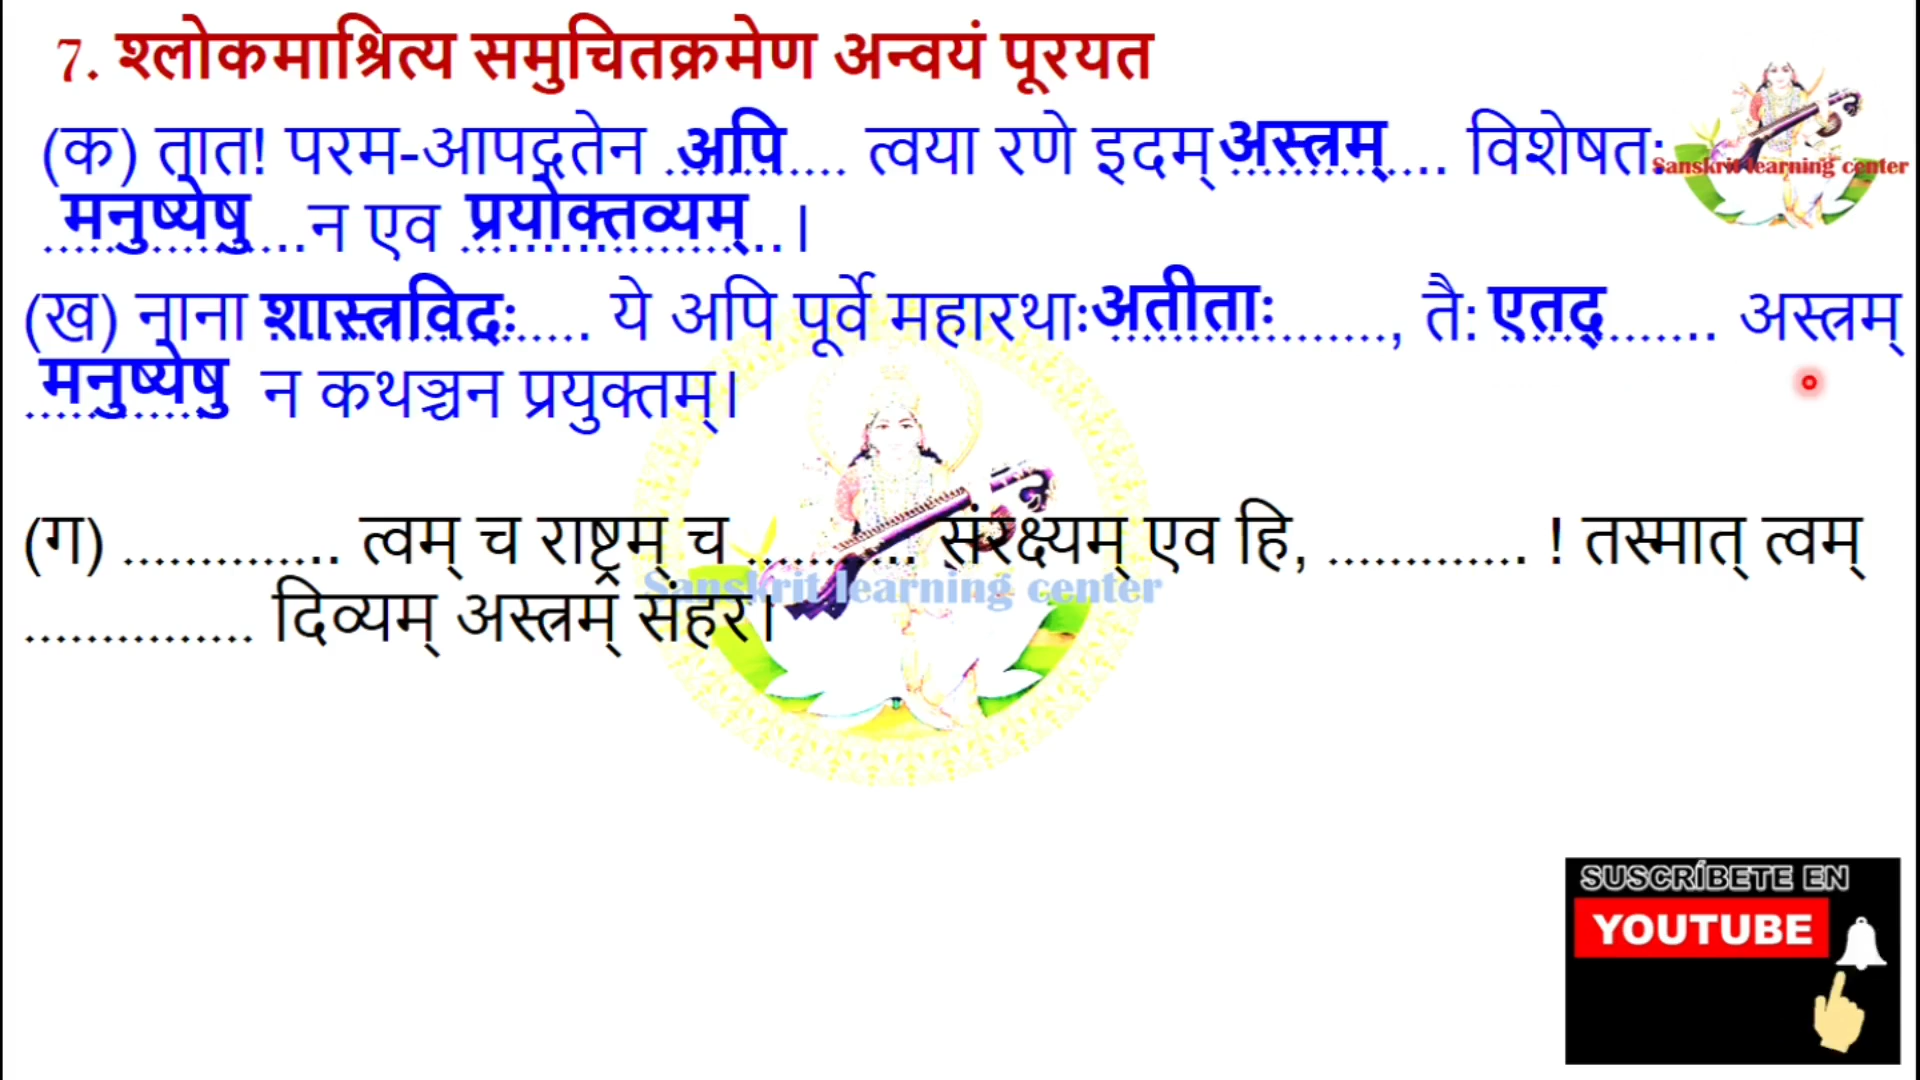 7. श्लोकमाश्रित्य समुचितक्रमेण अन्वयं पूरयत
(क) तात! परम-आपद्गतेन ....अपि.... त्वया रणे इदम् अस्त्रम्.... विशेषतः
मनुष्येषु...न एव प्रयोक्तव्यम्...।
(ख) नाना शास्त्रविदः..... ये अपि पूर्वे महारथाः अतीताः........, तै: एतद्....... अस्त्रम्
मनुष्येषु न कथञ्चन प्रयुक्तम्।
(ग) .............. त्वम् च राष्ट्रम् च ........... संरक्ष्यम् एव हि, ............. ! तस्मात् त्वम्
............... दिव्यम् अस्त्रम् संहर।
Sanskrit learning center
Sanskrit learning center
SUSCRÍBETE EN
YOUTUBE